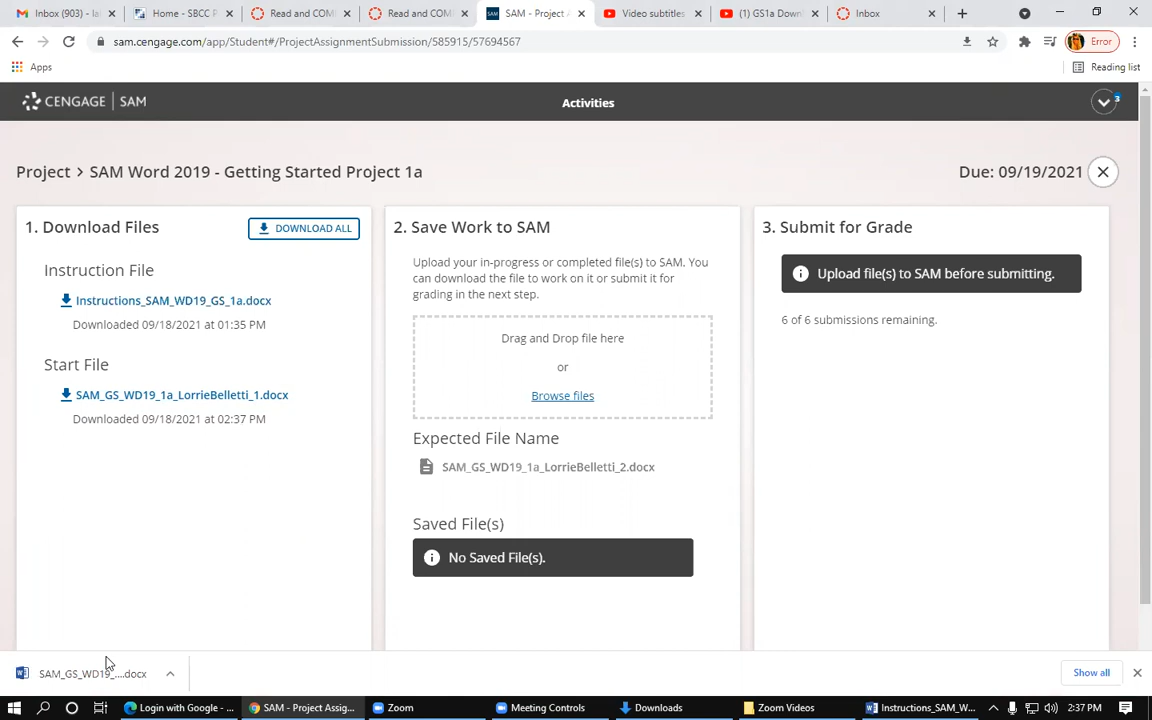 Inbox (903) - la
Home - SBCC P
Read and COM
Read and COM
SAM - Project A
Video subtitles
(1) GS1a Down
Inbox
sam.cengage.com/app/Student#/ProjectAssignmentSubmission/585915/57694567
Error
Apps
Reading list
CENGAGE | SAM
Activities
3
Project > SAM Word 2019 - Getting Started Project 1a
Due: 09/19/2021
1. Download Files
DOWNLOAD ALL
Instruction File
Instructions_SAM_WD19_GS_1a.docx
Downloaded 09/18/2021 at 01:35 PM
Start File
SAM_GS_WD19_1a_LorrieBelletti_1.docx
Downloaded 09/18/2021 at 02:37 PM
2. Save Work to SAM
Upload your in-progress or completed file(s) to SAM. You
can download the file to work on it or submit it for
grading in the next step.
Drag and Drop file here
or
Browse files
Expected File Name
SAM_GS_WD19_1a_LorrieBelletti_2.docx
Saved File(s)
No Saved File(s).
3. Submit for Grade
Upload file(s) to SAM before submitting.
6 of 6 submissions remaining.
SAM_GS_WD19_....docx
Show all
Login with Google - ...
SAM - Project Assig...
Zoom
Meeting Controls
Downloads
Zoom Videos
Instructions_SAM_W...
2:37 PM